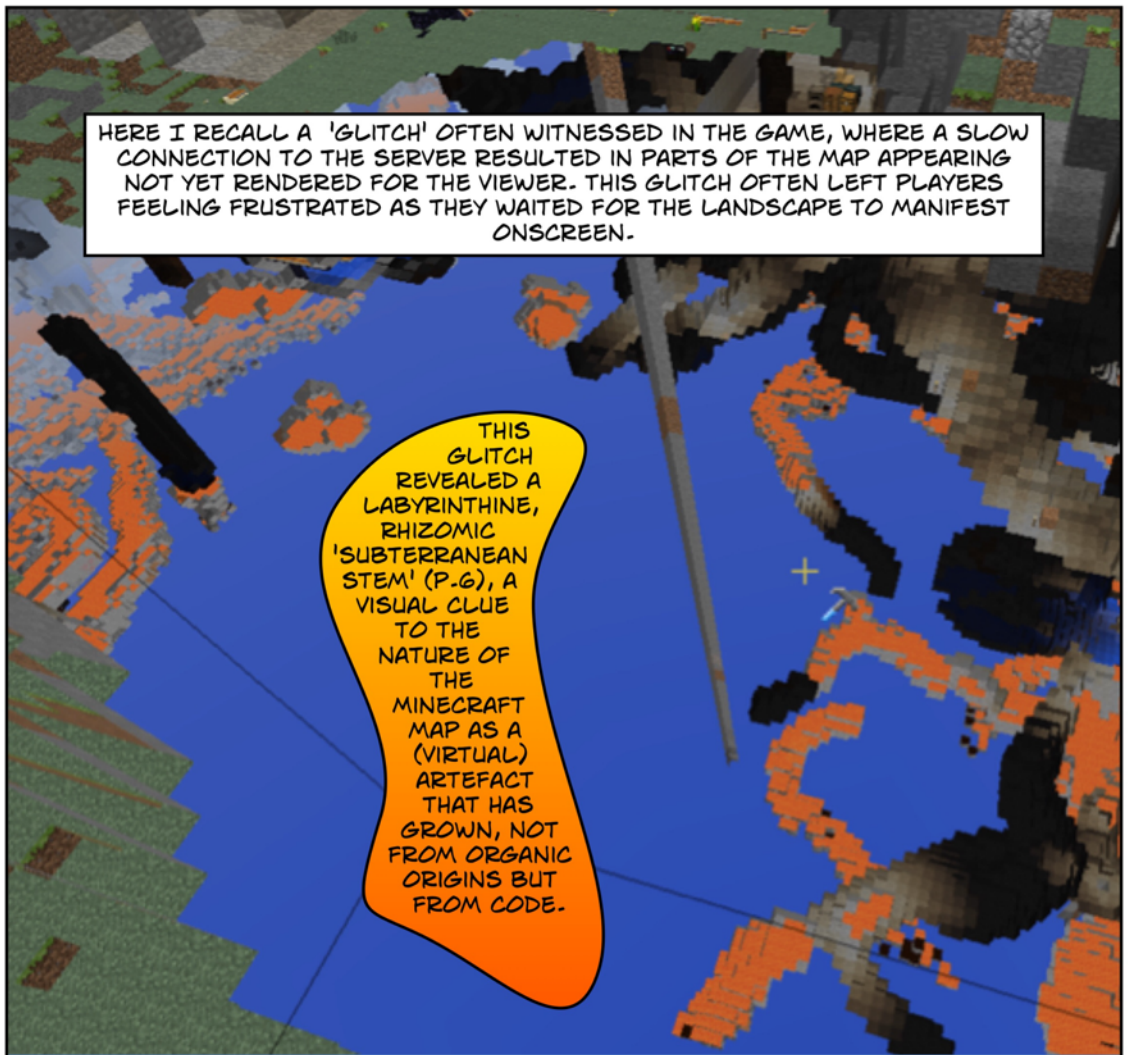 HERE I RECALL A 'GLITCH' OFTEN WITNESSED IN THE GAME, WHERE A SLOW
CONNECTION TO THE SERVER RESULTED IN PARTS OF THE MAP APPEARING
NOT YET RENDERED FOR THE VIEWER. THIS GLITCH OFTEN LEFT PLAYERS
FEELING FRUSTRATED AS THEY WAITED FOR THE LANDSCAPE TO MANIFEST
ONSCREEN.
THIS
GLITCH
REVEALED A
LABYRINTHINE,
RHIZOMIC
'SUBTERRANEAN
STEM' (P.6), A
VISUAL CLUE
TO THE
NATURE OF
THE
MINECRAFT
MAP AS A
(VIRTUAL)
ARTEFACT
THAT HAS
GROWN, NOT
FROM ORGANIC
ORIGINS BUT
FROM CODE.